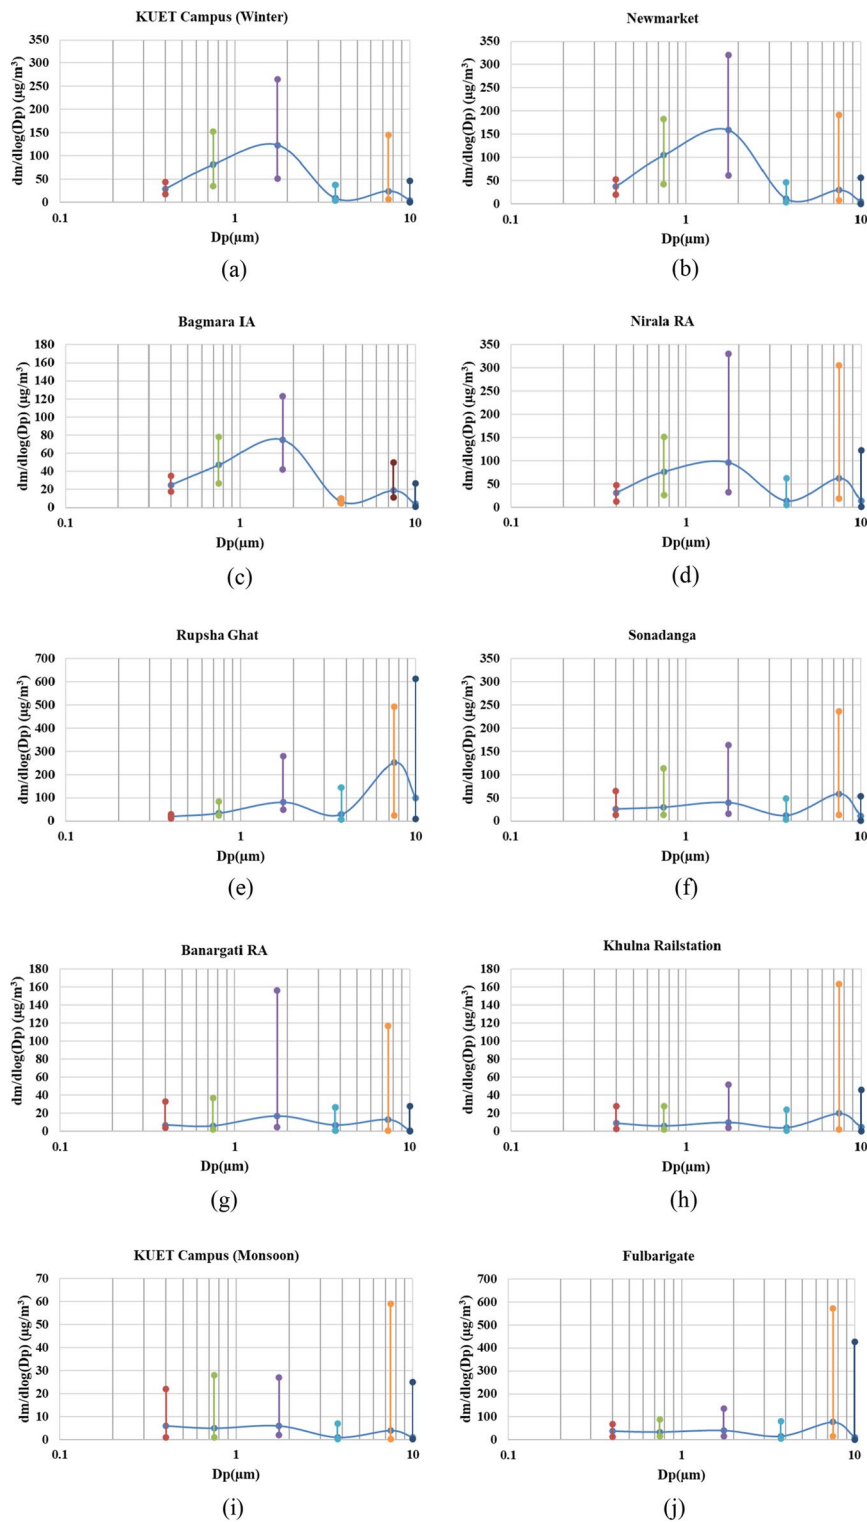 KUET Campus (Winter)
dm/dlog(Dp) (µg/m³)
350
300
250
200
150
100
50
0
0.1 1 10
Dp(µm)
(a)
Newmarket
dm/dlog(Dp) (µg/m³)
350
300
250
200
150
100
50
0
0.1 1 10
Dp(µm)
(b)
Bagmara IA
dm/dlog(Dp) (µg/m³)
180
160
140
120
100
80
60
40
20
0
0.1 1 10
Dp(µm)
(c)
Nirala RA
dm/dlog(Dp) (µg/m³)
350
300
250
200
150
100
50
0
0.1 1 10
Dp(µm)
(d)
Rupsha Ghat
dm/dlog(Dp) (µg/m³)
700
600
500
400
300
200
100
0
0.1 1 10
Dp(µm)
(e)
Sonadanga
dm/dlog(Dp) (µg/m³)
350
300
250
200
150
100
50
0
0.1 1 10
Dp(µm)
(f)
Banargati RA
dm/dlog(Dp) (µg/m³)
180
160
140
120
100
80
60
40
20
0
0.1 1 10
Dp(µm)
(g)
Khulna Railstation
dm/dlog(Dp) (µg/m³)
180
160
140
120
100
80
60
40
20
0
0.1 1 10
Dp(µm)
(h)
KUET Campus (Monsoon)
dm/dlog(Dp) (µg/m³)
70
60
50
40
30
20
10
0
0.1 1 10
Dp(µm)
(i)
Fulbarigate
dm/dlog(Dp) (µg/m³)
700
600
500
400
300
200
100
0
0.1 1 10
Dp(µm)
(j)